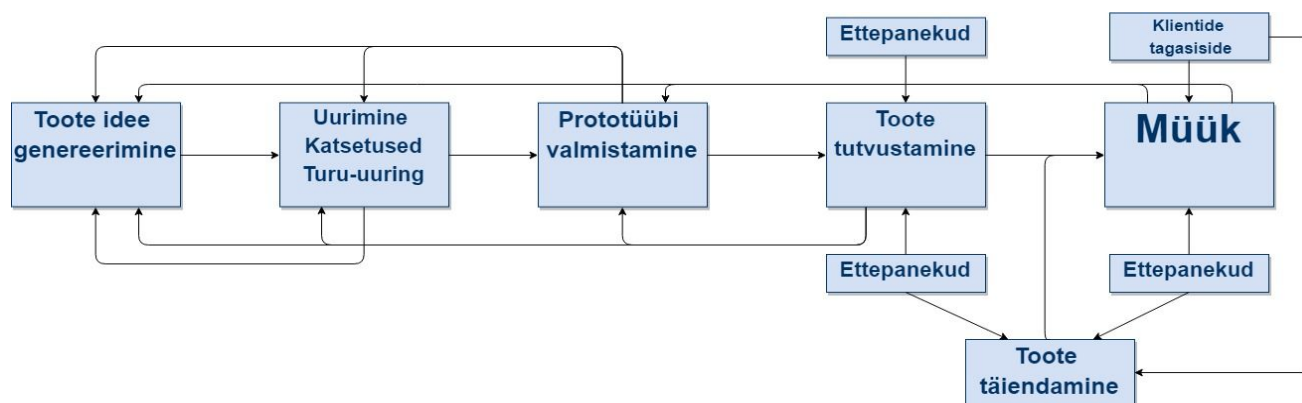 Ettepanekud
Klientide
tagasiside
Toote idee
genereerimine
Uurimine
Katsetused
Turu-uuring
Prototüübi
valmistamine
Toote
tutvustamine
Müük
Ettepanekud
Ettepanekud
Toote
täiendamine